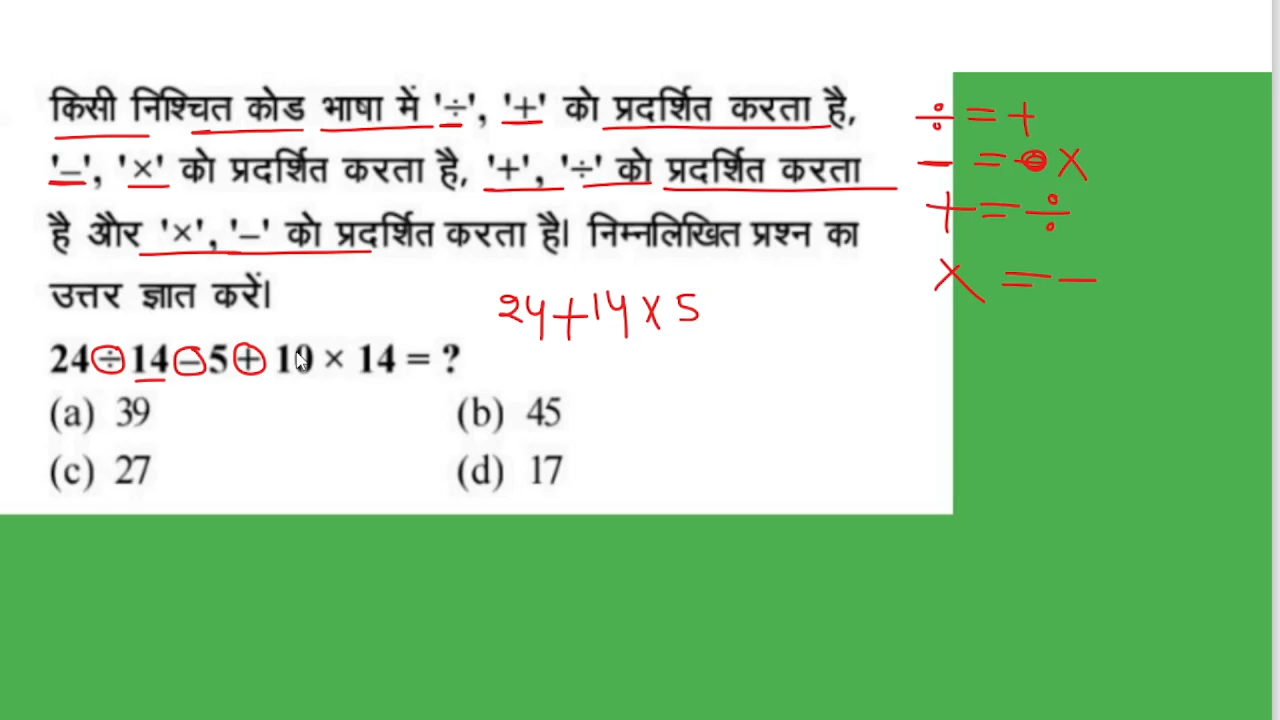 किसी निश्चित कोड भाषा में '÷', '+' को प्रदर्शित करता है,
'–', '×' को प्रदर्शित करता है, '+', '÷' को प्रदर्शित करता
है और '×', '–' को प्रदर्शित करता है। निम्नलिखित प्रश्न का
उत्तर ज्ञात करें।
24 ÷ 14 – 5 + 10 × 14 = ?
(a) 39
(b) 45
(c) 27
(d) 17
24 + 14 × 5
÷ = +
– = ×
+ = ÷
× = –